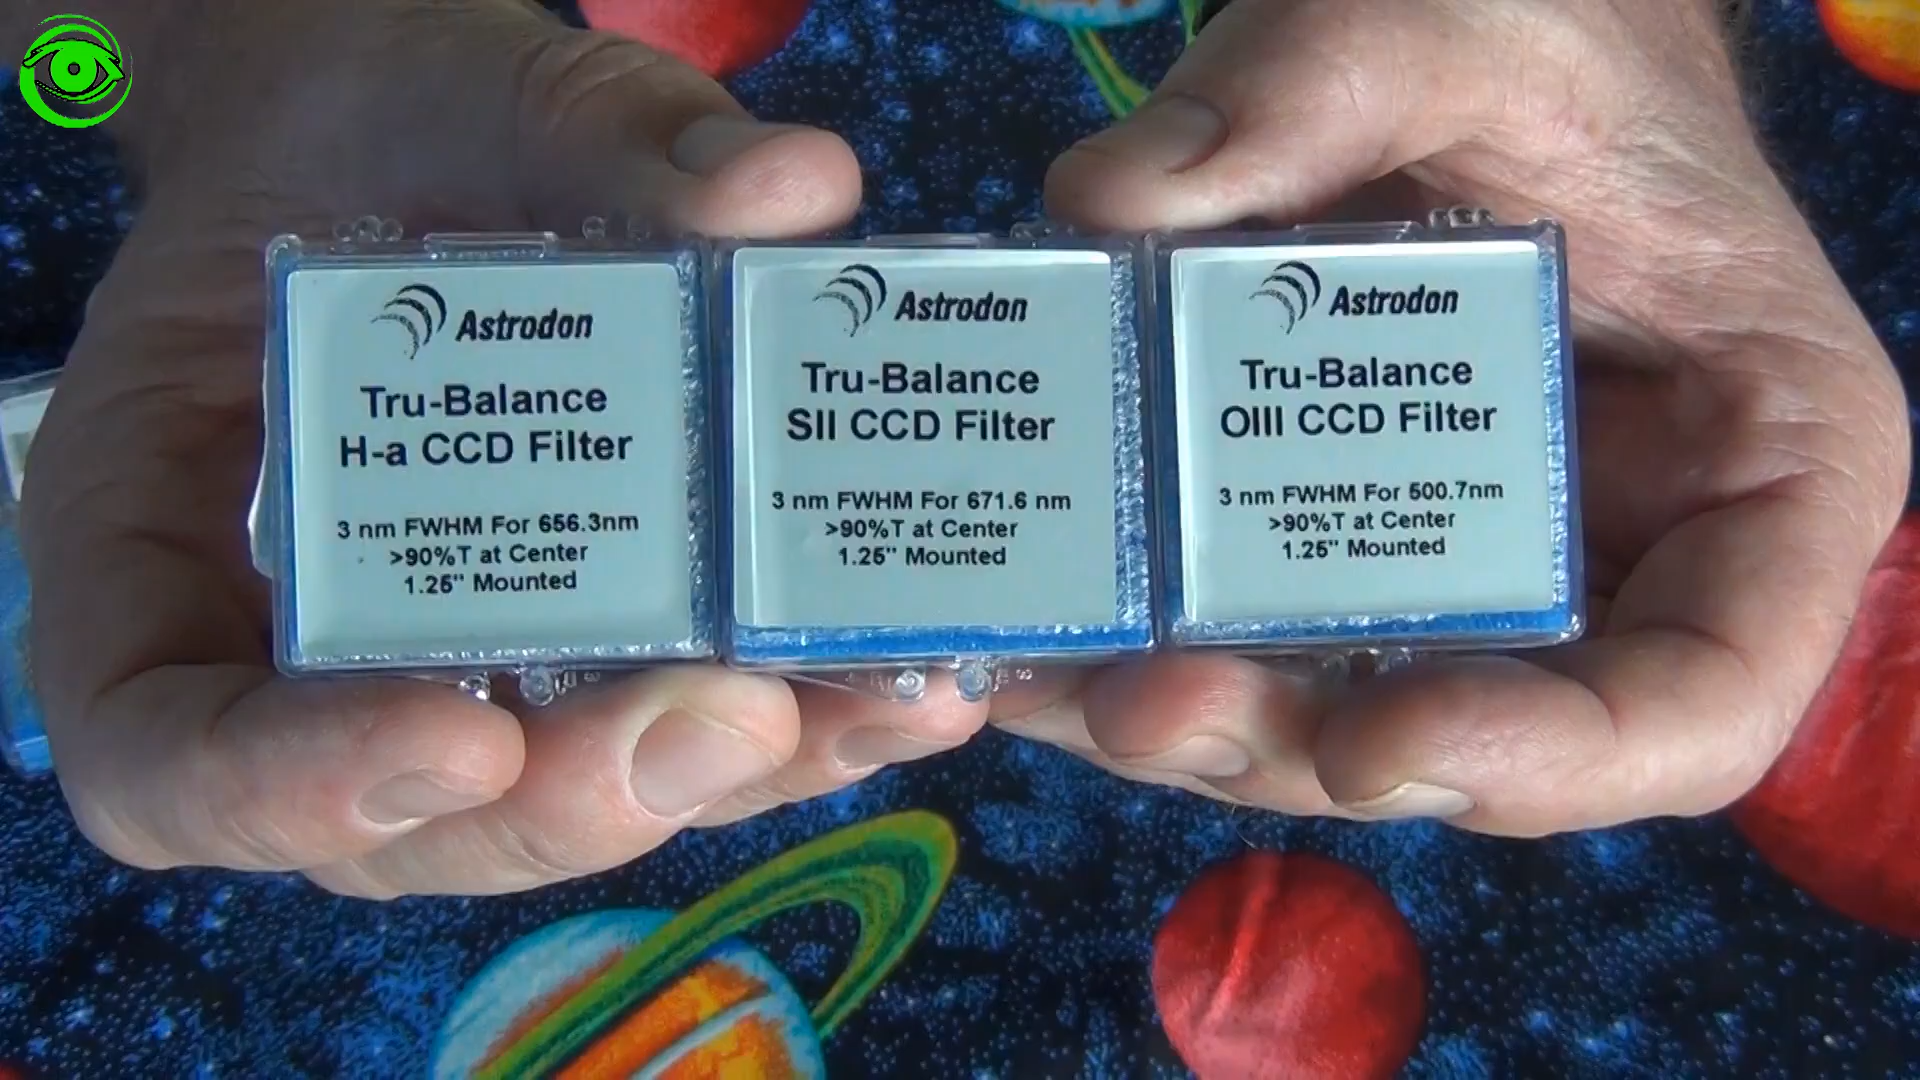 Astrodon
Tru-Balance
H-a CCD Filter
3 nm FWHM For 656.3nm
>90%T at Center
1.25" Mounted
Astrodon
Tru-Balance
SII CCD Filter
3 nm FWHM For 671.6 nm
>90%T at Center
1.25" Mounted
Astrodon
Tru-Balance
OIII CCD Filter
3 nm FWHM For 500.7nm
>90%T at Center
1.25" Mounted